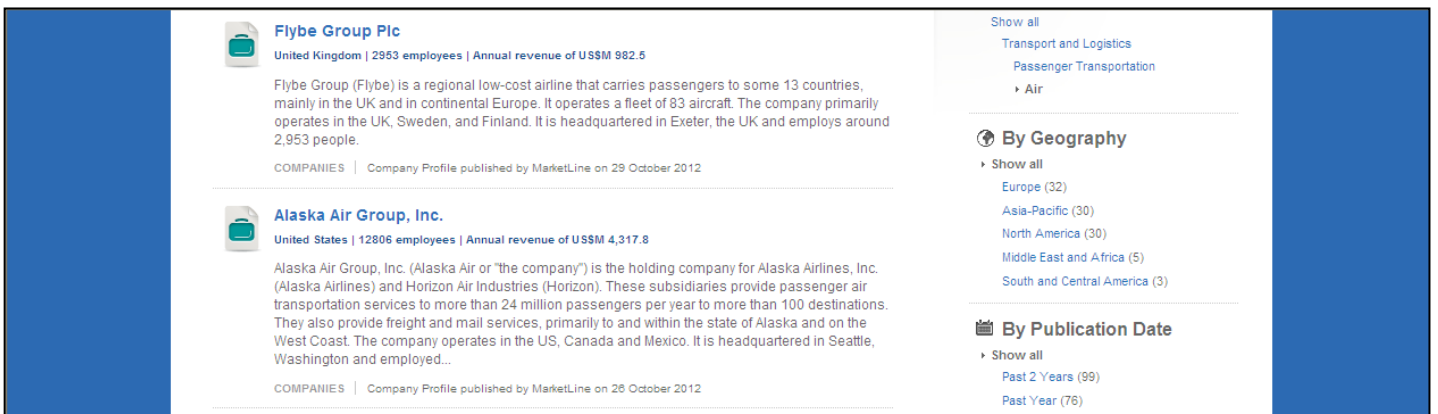 Flybe Group Plc
United Kingdom | 2953 employees | Annual revenue of US$M 982.5
Flybe Group (Flybe) is a regional low-cost airline that carries passengers to some 13 countries,
mainly in the UK and in continental Europe. It operates a fleet of 83 aircraft. The company primarily
operates in the UK, Sweden, and Finland. It is headquartered in Exeter, the UK and employs around
2,953 people.
COMPANIES | Company Profile published by MarketLine on 29 October 2012
Alaska Air Group, Inc.
United States | 12806 employees | Annual revenue of US$M 4,317.8
Alaska Air Group, Inc. (Alaska Air or "the company") is the holding company for Alaska Airlines, Inc.
(Alaska Airlines) and Horizon Air Industries (Horizon). These subsidiaries provide passenger air
transportation services to more than 24 million passengers per year to more than 100 destinations.
They also provide freight and mail services, primarily to and within the state of Alaska and on the
West Coast. The company operates in the US, Canada and Mexico. It is headquartered in Seattle,
Washington and employed...
COMPANIES | Company Profile published by MarketLine on 26 October 2012
Show all
Transport and Logistics
Passenger Transportation
Air
By Geography
Show all
Europe (32)
Asia-Pacific (30)
North America (30)
Middle East and Africa (5)
South and Central America (3)
By Publication Date
Show all
Past 2 Years (99)
Past Year (76)